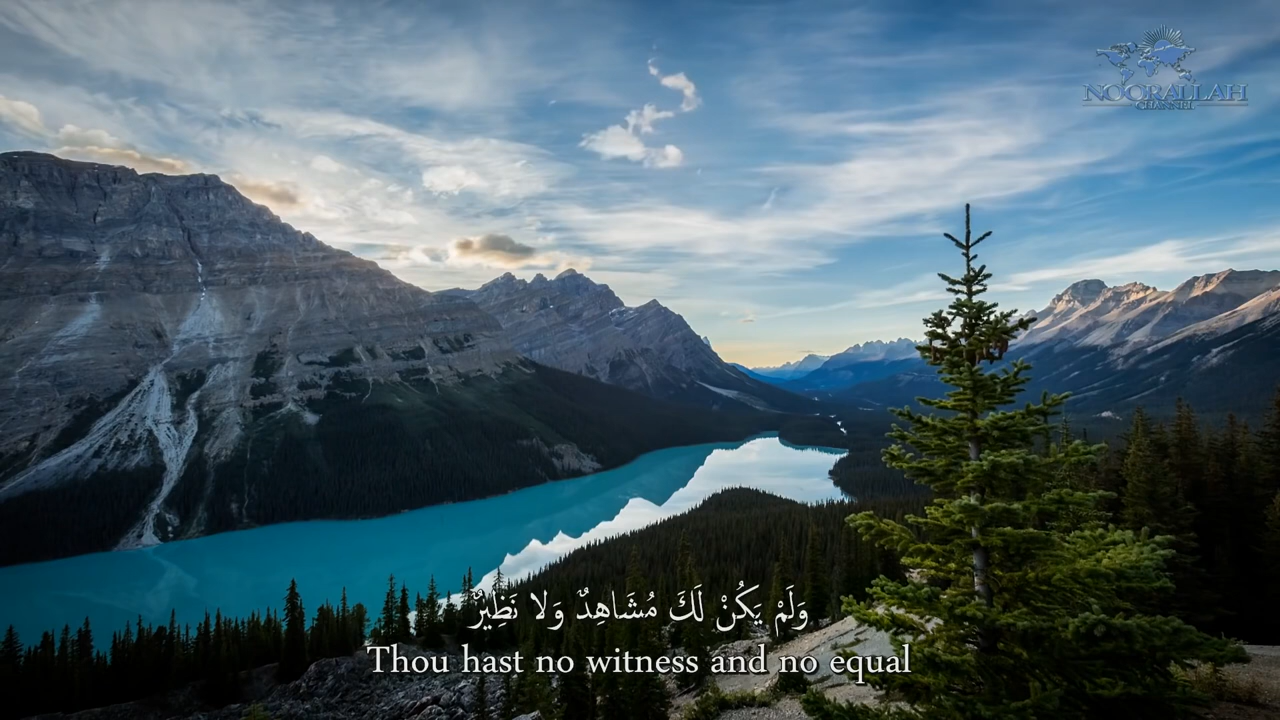 NOORALLAH
CHANNEL
وَلَمْ يَكُنْ لَكَ مُشَاهِدٌ وَلا نَظِيرٌ
Thou hast no witness and no equal